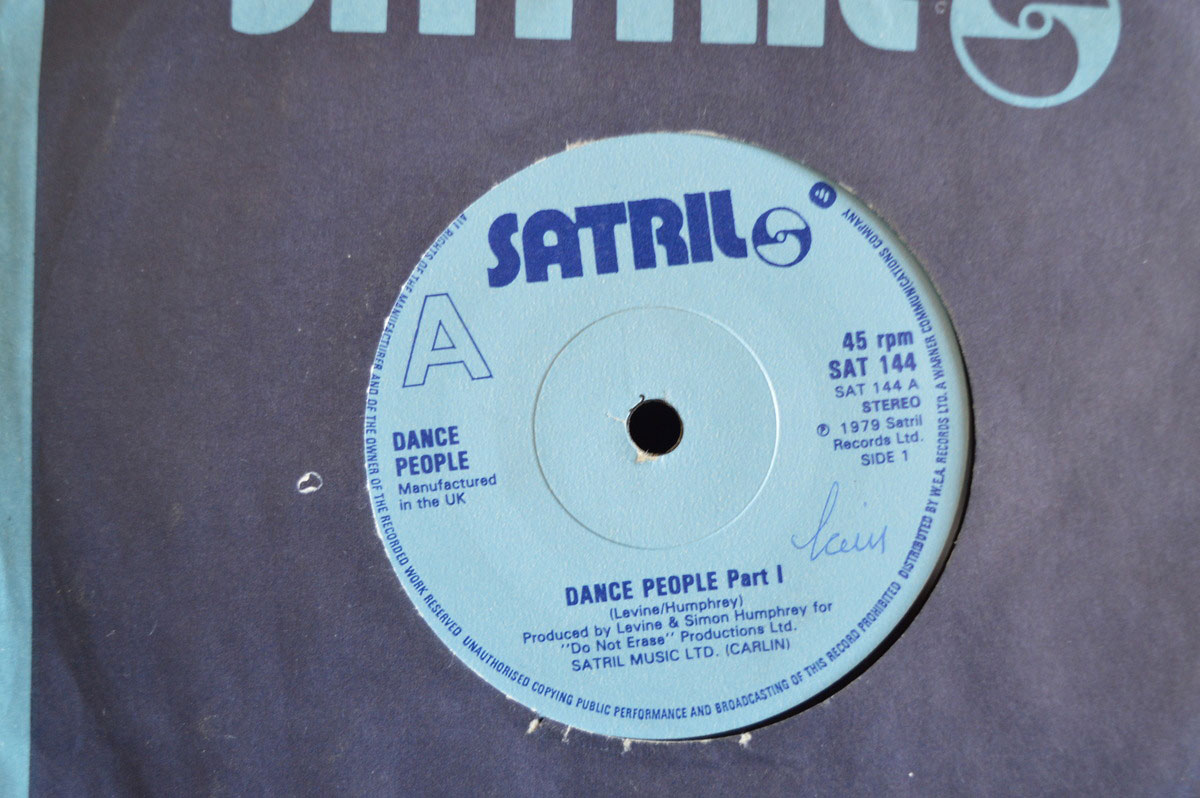 SATRIL
SATRIL
A
45 rpm
SAT 144
SAT 144 A
STEREO
℗ 1979 Satril
Records Ltd.
SIDE 1
DANCE
PEOPLE
Manufactured
in the UK
DANCE PEOPLE Part I
(Levine/Humphrey)
Produced by Levine & Simon Humphrey for
"Do Not Erase" Productions Ltd.
SATRIL MUSIC LTD. (CARLIN)
All RIGHTS OF THE MANUFACTURER AND OF THE OWNER OF THE RECORDED WORK RESERVED UNAUTHORISED COPYING PUBLIC PERFORMANCE AND BROADCASTING OF THIS RECORD PROHIBITED DISTRIBUTED BY W.E.A. RECORDS LTD. A WARNER COMMUNICATIONS COMPANY